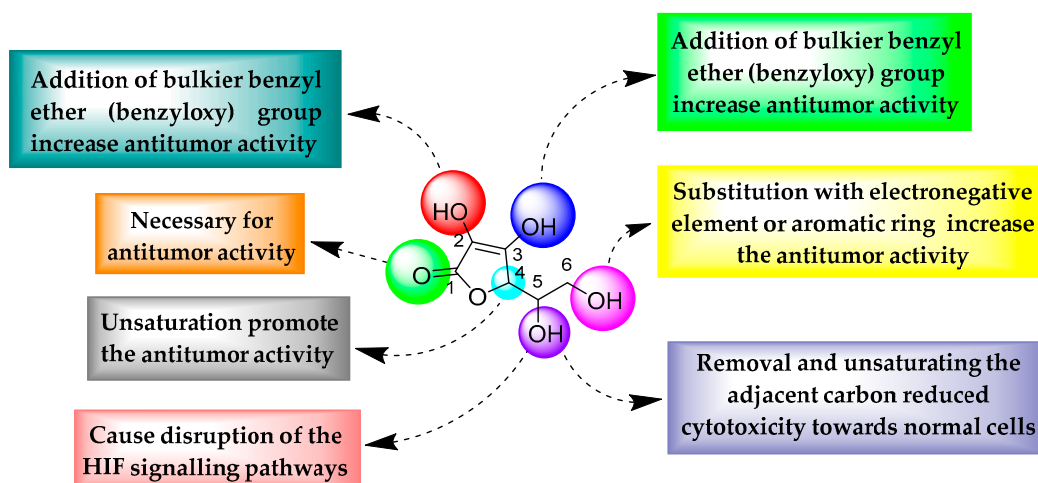 Addition of bulkier benzyl
ether (benzyloxy) group
increase antitumor activity
Addition of bulkier benzyl
ether (benzyloxy) group
increase antitumor activity
Necessary for
antitumor activity
Substitution with electronegative
element or aromatic ring increase
the antitumor activity
HO
OH
2
3
O
1
4
5
6
O
OH
OH
Unsaturation promote
the antitumor activity
Removal and unsaturating the
adjacent carbon reduced
cytotoxicity towards normal cells
Cause disruption of the
HIF signalling pathways